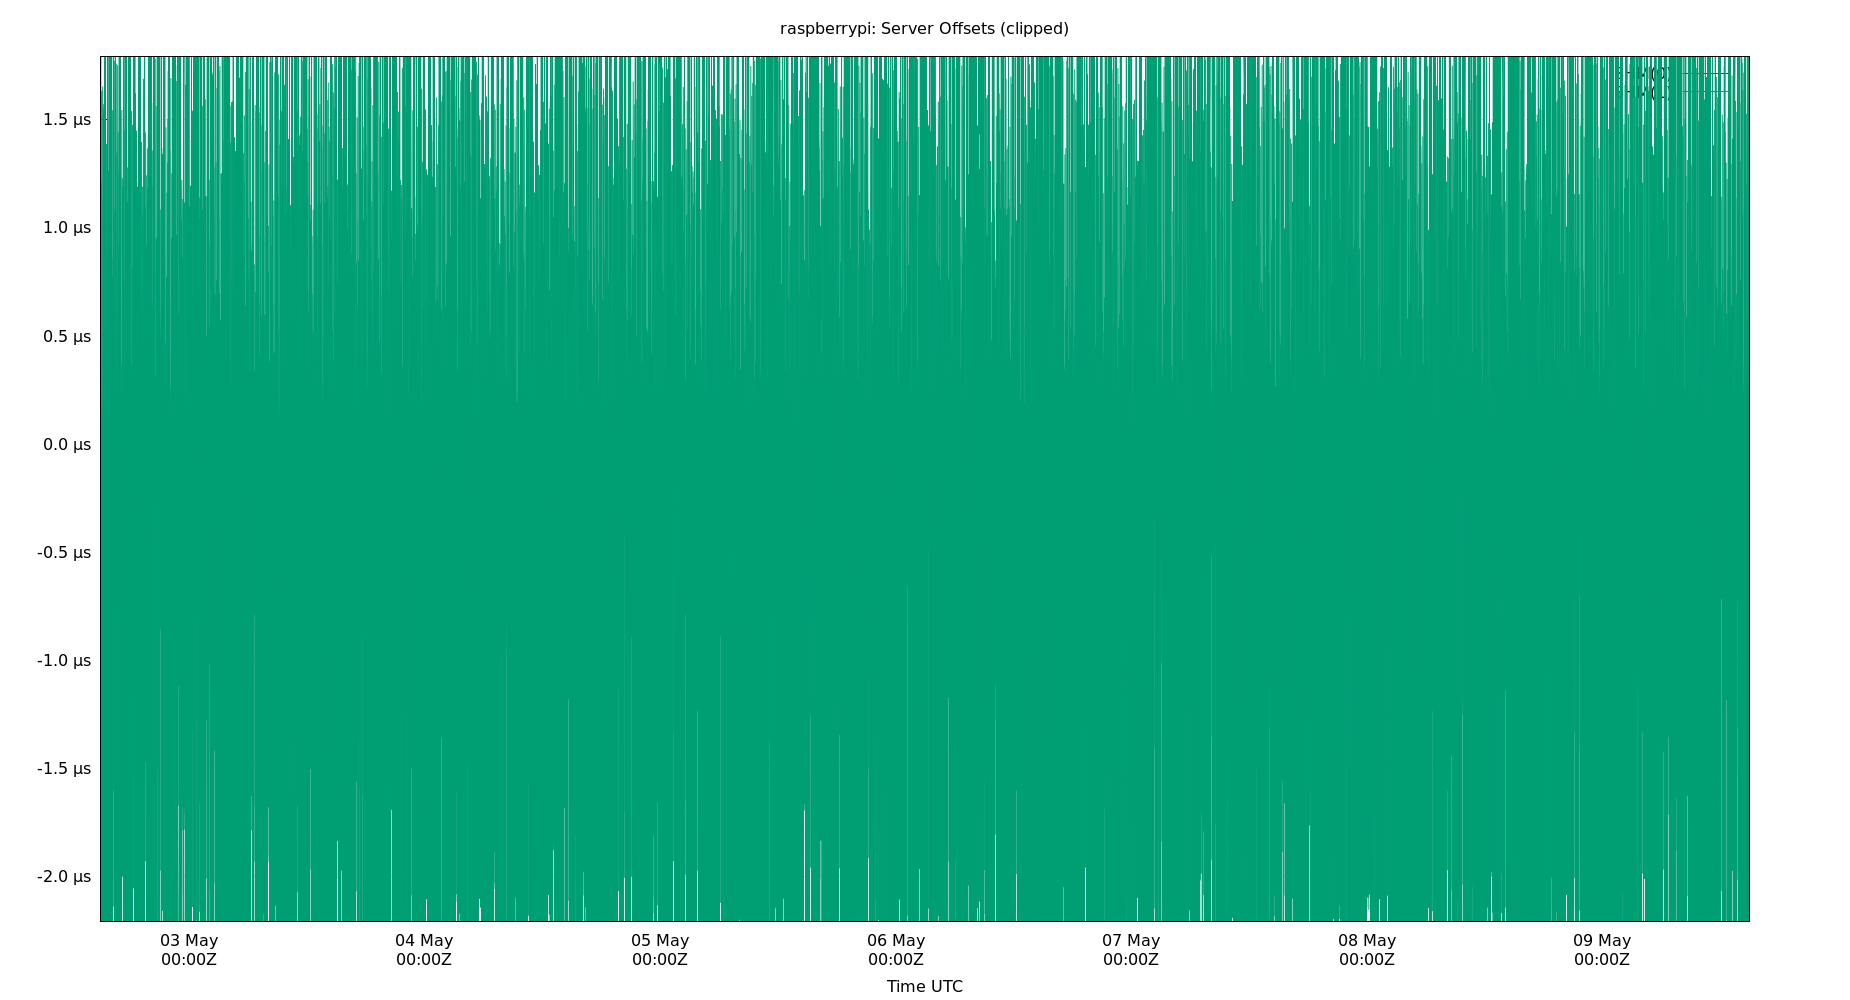 raspberrypi: Server Offsets (clipped)
1.5 µs
1.0 µs
0.5 µs
0.0 µs
-0.5 µs
-1.0 µs
-1.5 µs
-2.0 µs
03 May 04 May 05 May 06 May 07 May 08 May 09 May
00:00Z 00:00Z 00:00Z 00:00Z 00:00Z 00:00Z 00:00Z
Time UTC